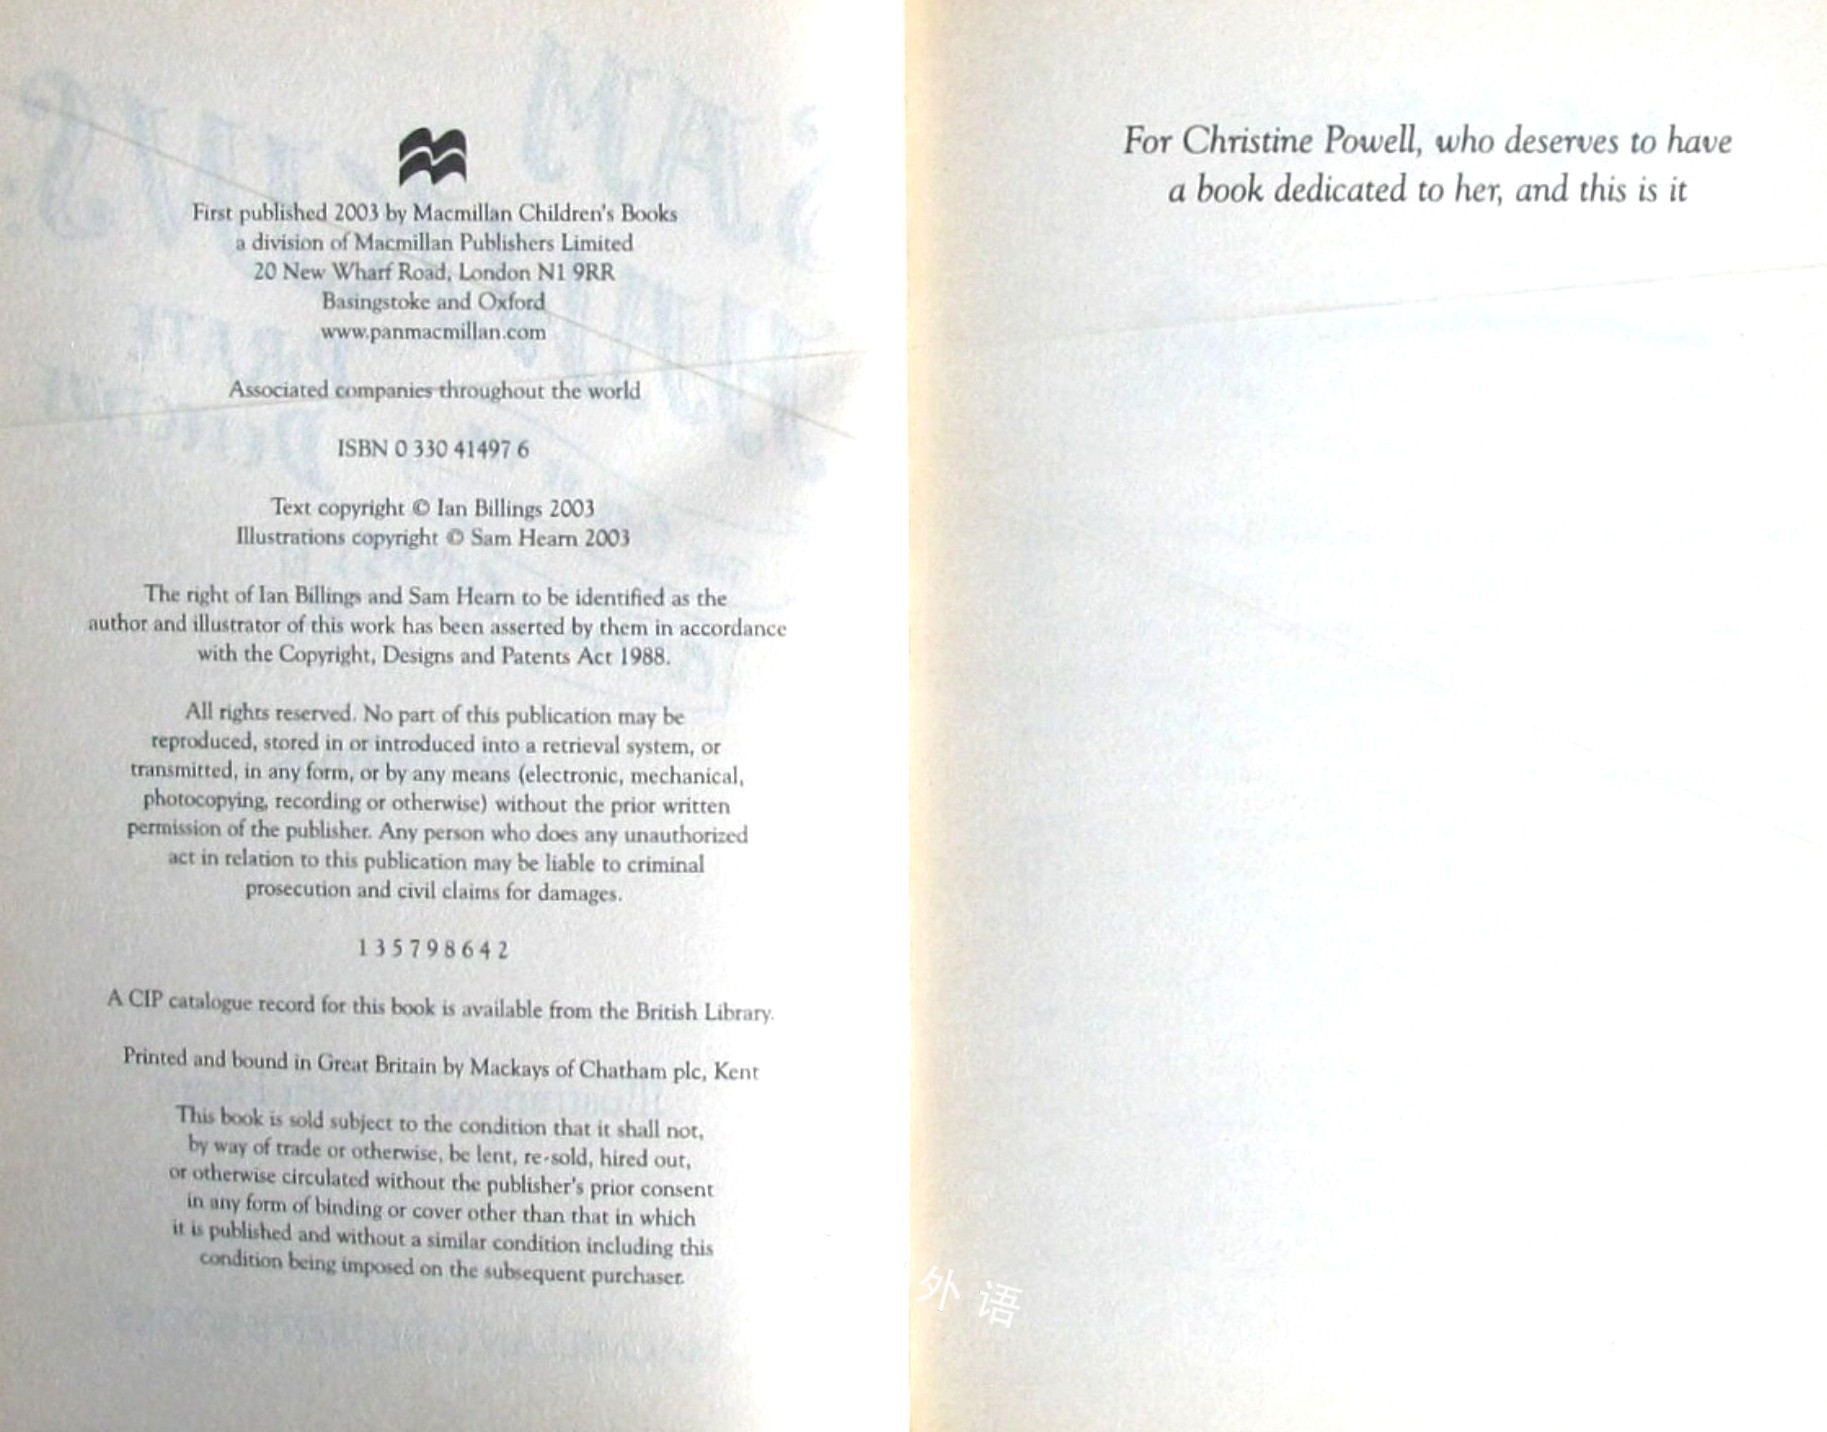 First published 2003 by Macmillan Children's Books
a division of Macmillan Publishers Limited
20 New Wharf Road, London N1 9RR
Basingstoke and Oxford
www.panmacmillan.com
Associated companies throughout the world
ISBN 0 330 41497 6
Text copyright © Ian Billings 2003
Illustrations copyright © Sam Hearn 2003
The right of Ian Billings and Sam Hearn to be identified as the
author and illustrator of this work has been asserted by them in accordance
with the Copyright, Designs and Patents Act 1988.
All rights reserved. No part of this publication may be
reproduced, stored in or introduced into a retrieval system, or
transmitted, in any form, or by any means (electronic, mechanical,
photocopying, recording or otherwise) without the prior written
permission of the publisher. Any person who does any unauthorized
act in relation to this publication may be liable to criminal
prosecution and civil claims for damages.
1 3 5 7 9 8 6 4 2
A CIP catalogue record for this book is available from the British Library.
Printed and bound in Great Britain by Mackays of Chatham plc, Kent
This book is sold subject to the condition that it shall not,
by way of trade or otherwise, be lent, re-sold, hired out,
or otherwise circulated without the publisher's prior consent
in any form of binding or cover other than that in which
it is published and without a similar condition including this
condition being imposed on the subsequent purchaser.
For Christine Powell, who deserves to have
a book dedicated to her, and this is it
外 语